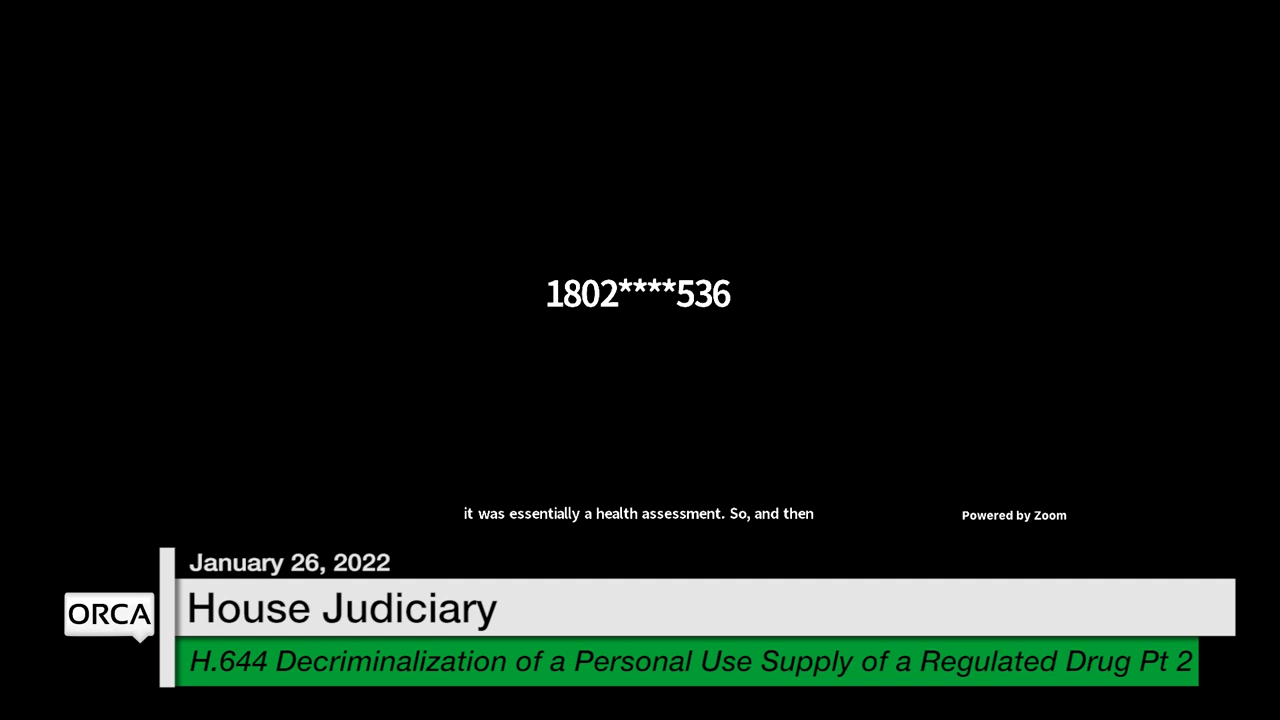 1802****536
it was essentially a health assessment. So, and then
Powered by Zoom
January 26, 2022
House Judiciary
ORCA
H.644 Decriminalization of a Personal Use Supply of a Regulated Drug Pt 2